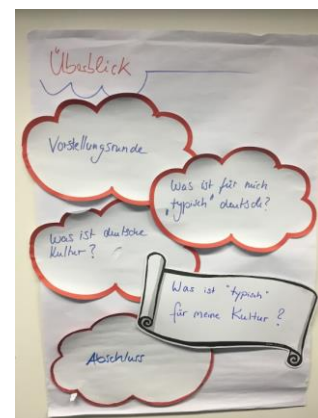 Überblick
Vorstellungsrunde
Was ist für mich
"typisch" deutsch?
Was ist deutsche
Kultur?
Was ist "typisch"
für meine Kultur?
Abschluss